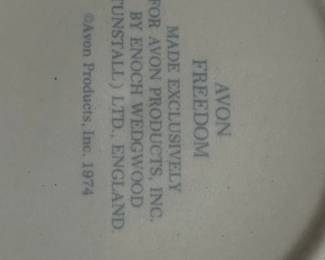 AVON
FREEDOM
MADE EXCLUSIVELY
FOR AVON PRODUCTS, INC.
BY ENOCH WEDGWOOD
(TUNSTALL) LTD., ENGLAND.
©Avon Products, Inc. 1974